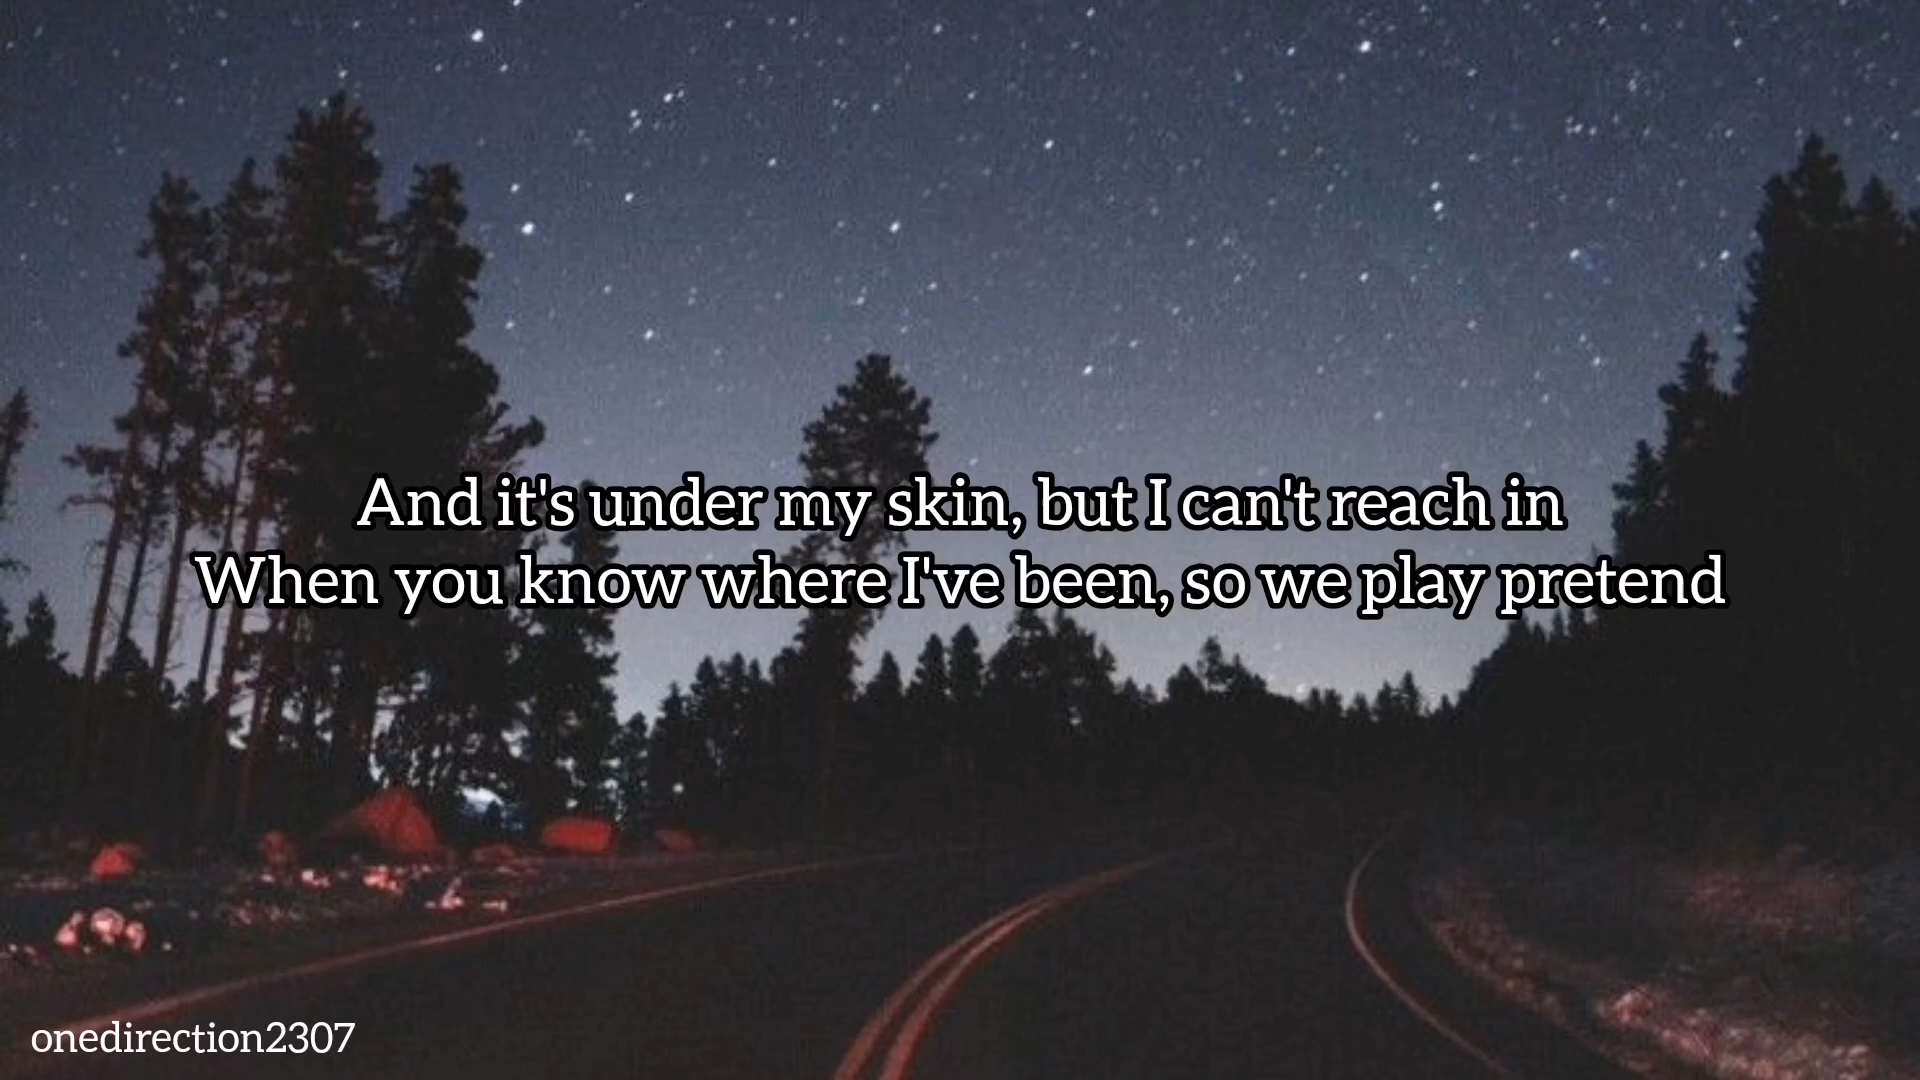 And it's under my skin, but I can't reach in
When you know where I've been, so we play pretend
onedirection2307